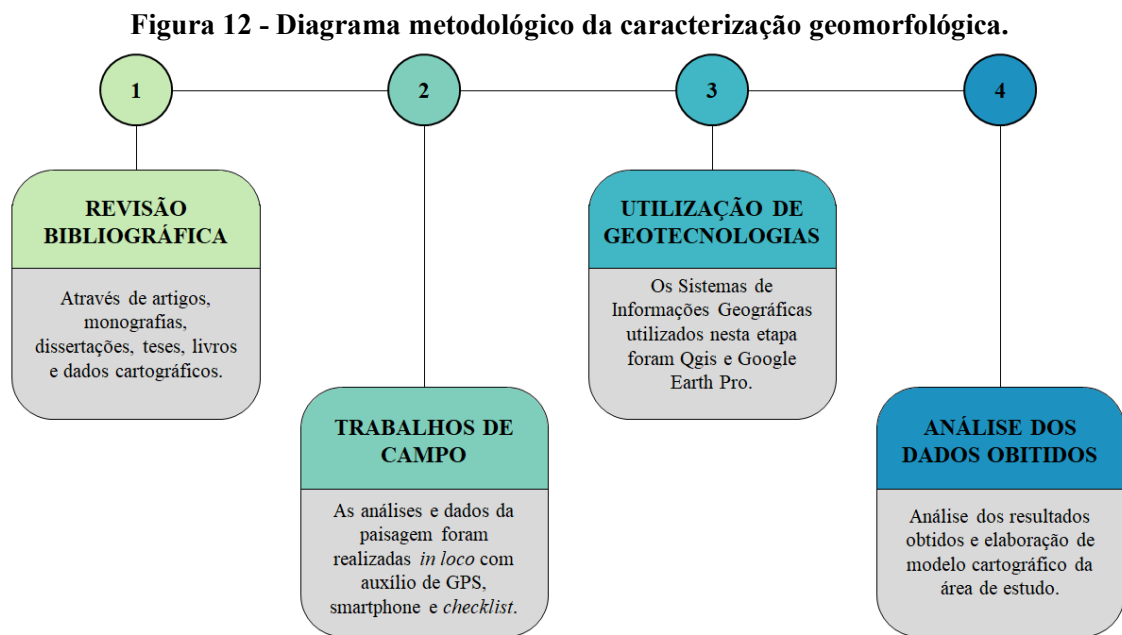 Figura 12 - Diagrama metodológico da caracterização geomorfológica.
1
2
3
4
REVISÃO
BIBLIOGRÁFICA
Através de artigos,
monografias,
dissertações, teses, livros
e dados cartográficos.
TRABALHOS DE
CAMPO
As análises e dados da
paisagem foram
realizadas in loco com
auxílio de GPS,
smartphone e checklist.
UTILIZAÇÃO DE
GEOTECNOLOGIAS
Os Sistemas de
Informações Geográficas
utilizados nesta etapa
foram Qgis e Google
Earth Pro.
ANÁLISE DOS
DADOS OBITIDOS
Análise dos resultados
obtidos e elaboração de
modelo cartográfico da
área de estudo.